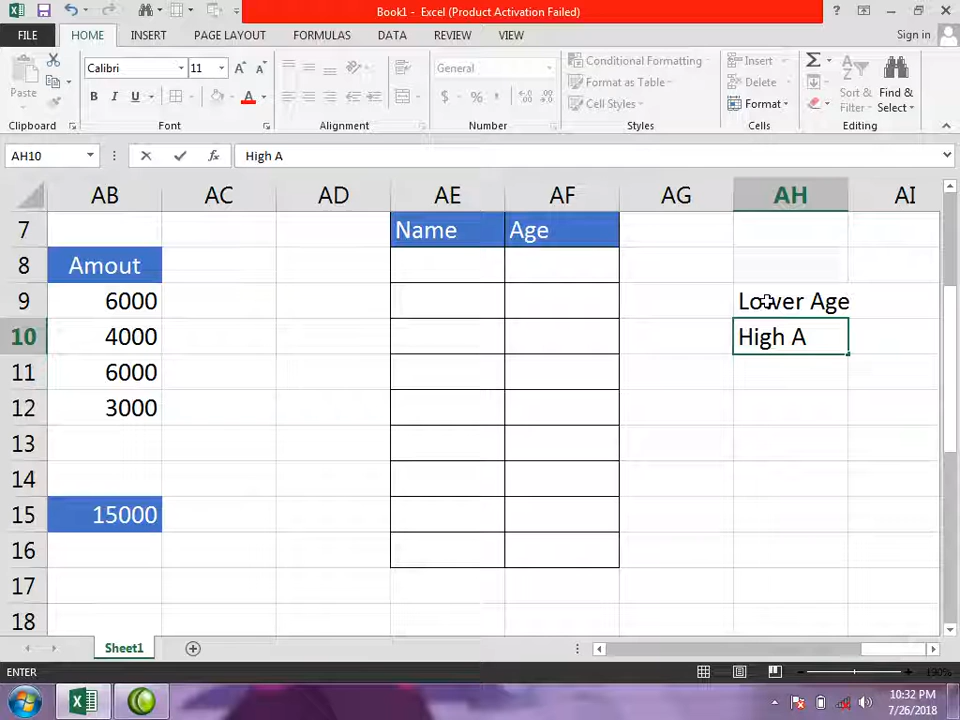 Book1 - Excel (Product Activation Failed)
?
FILE HOME INSERT PAGE LAYOUT FORMULAS DATA REVIEW VIEW Sign in
Paste
Calibri 11
B I U A
General
$ % ,
Conditional Formatting
Format as Table
Cell Styles
Insert
Delete
Format
Sort & Filter
Find & Select
Clipboard Font Alignment Number Styles Cells Editing
AH10 fx High A
AB AC AD AE AF AG AH AI
7 Name Age
8 Amout
9 6000 Lower Age
10 4000 High A
11 6000
12 3000
13
14
15 15000
16
17
18
Sheet1
ENTER 190%
10:32 PM
7/26/2018